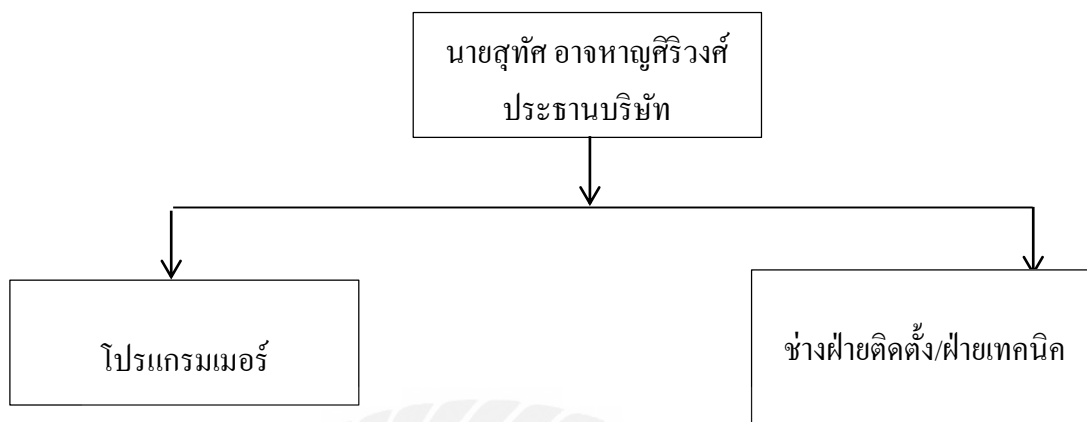 นายสุทัศ อาจหาญศิริวงศ์
ประธานบริษัท
โปรแกรมเมอร์
ช่างฝ่ายติดตั้ง/ฝ่ายเทคนิค